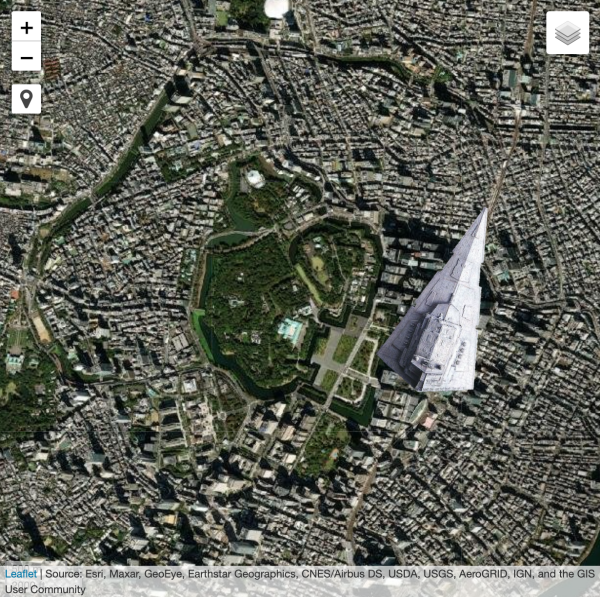 +
−
Leaflet | Source: Esri, Maxar, GeoEye, Earthstar Geographics, CNES/Airbus DS, USDA, USGS, AeroGRID, IGN, and the GIS
User Community